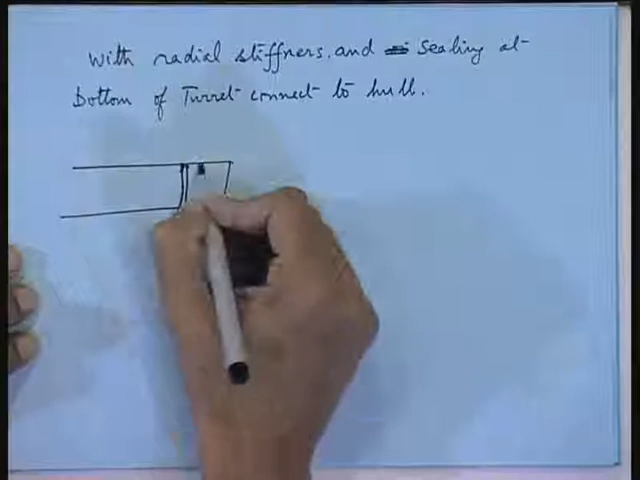 with radial stiffners. and sealing at
bottom of Turret connect to hull.